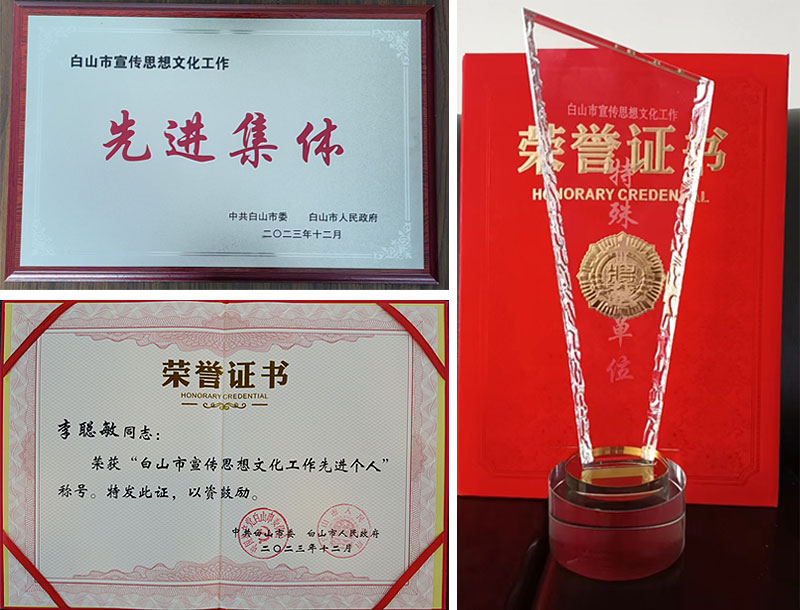 白山市宣传思想文化工作
先进集体
中共白山市委 白山市人民政府
二〇二三年十二月
荣誉证书
HONORARY CREDENTIAL
李聪敏同志：
荣获“白山市宣传思想文化工作先进个人”
称号。特发此证，以资鼓励。
中共白山市委 白山市人民政府
二〇二三年十二月
白山市宣传思想文化工作
荣誉证书
HONORARY CREDENTIAL
特殊
单位